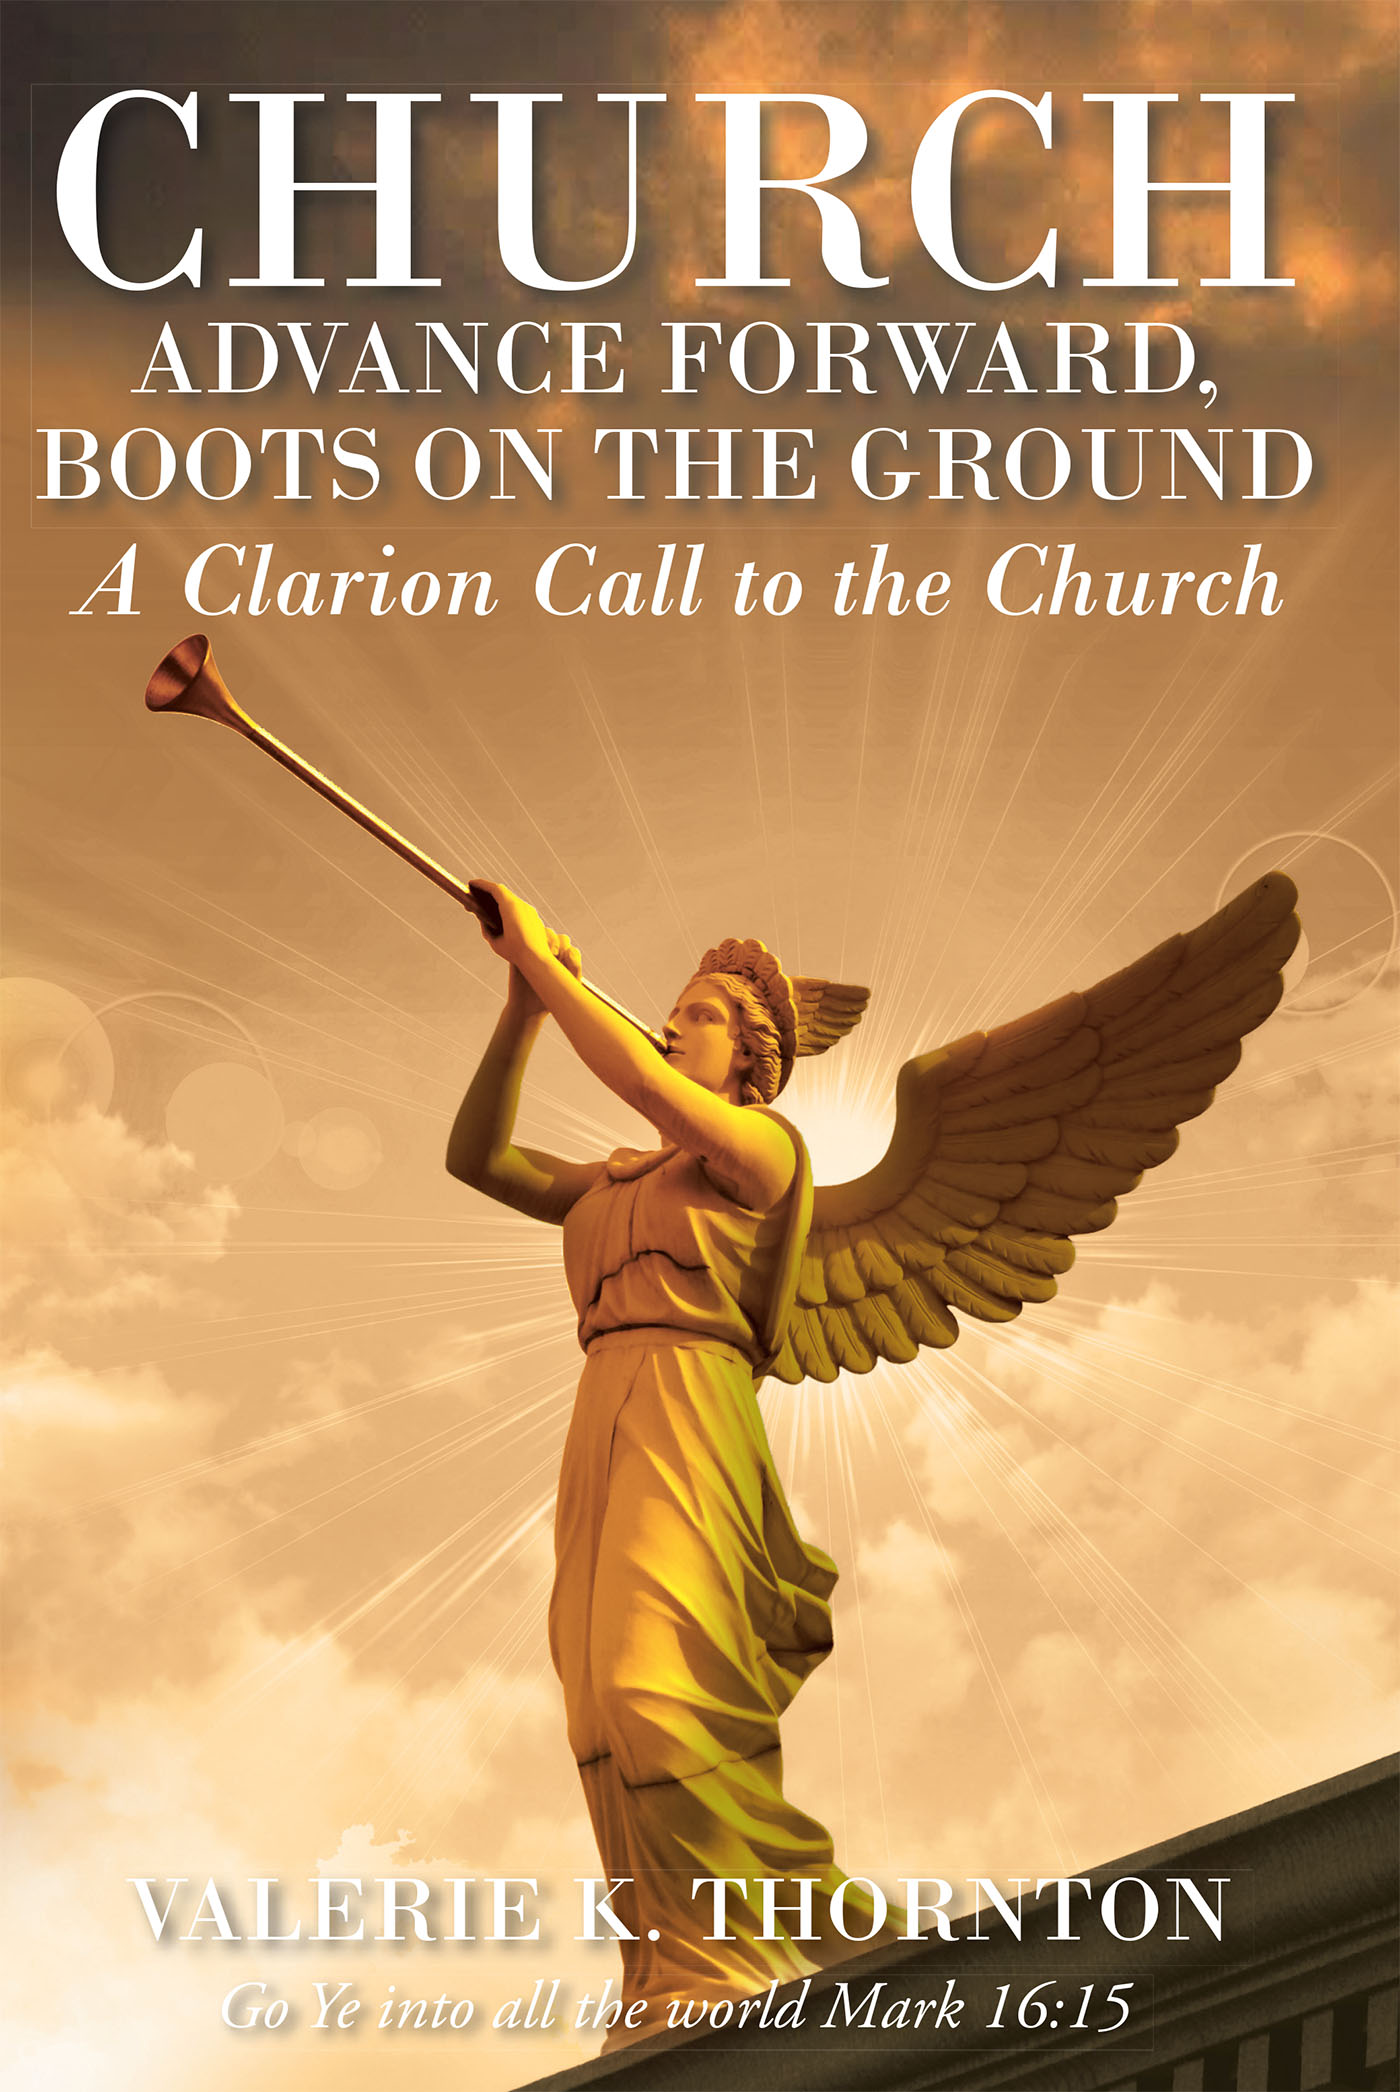 CHURCH
ADVANCE FORWARD,
BOOTS ON THE GROUND
A Clarion Call to the Church
VALERIE K. THORNTON
Go Ye into all the world Mark 16:15